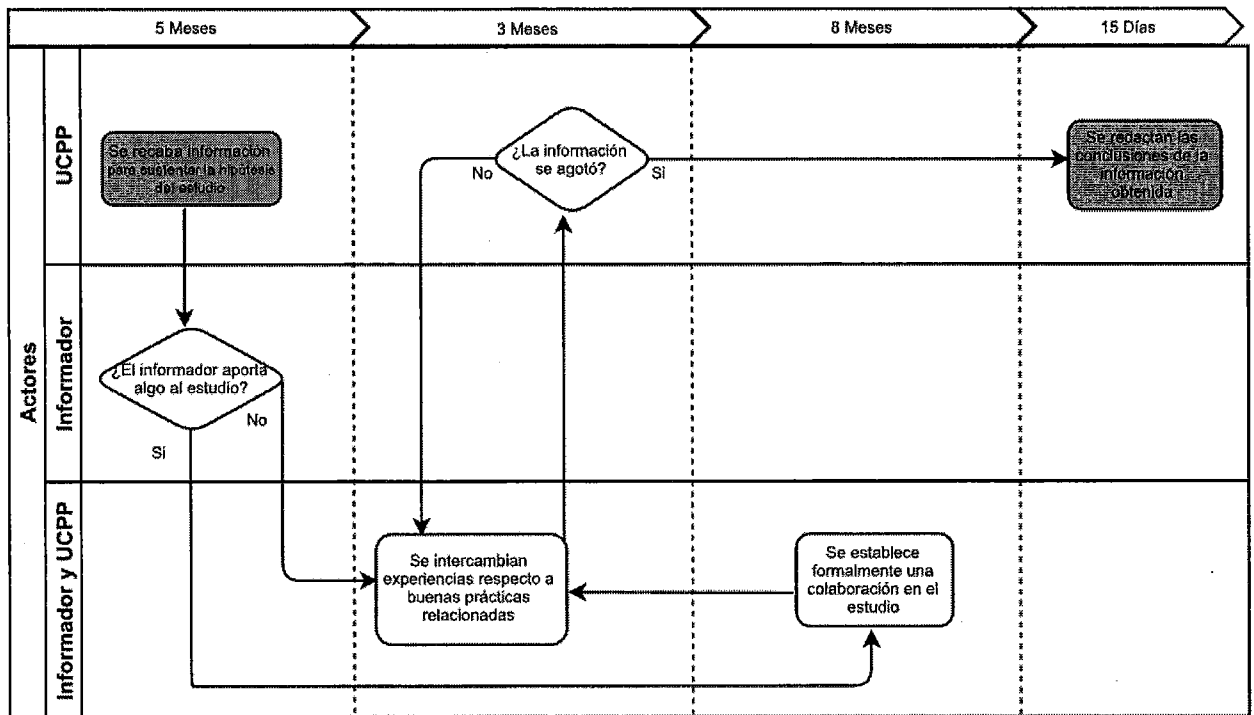 5 Meses
3 Meses
8 Meses
15 Días
Actores
UCPP
Se recaba información
para sustentar la hipótesis
del estudio
¿La información
se agotó?
No
Sí
Se redactan las
conclusiones de la
información
obtenida
Informador
¿El informador aporta
algo al estudio?
No
Sí
Informador y UCPP
Se intercambian
experiencias respecto a
buenas prácticas
relacionadas
Se establece
formalmente una
colaboración en el
estudio